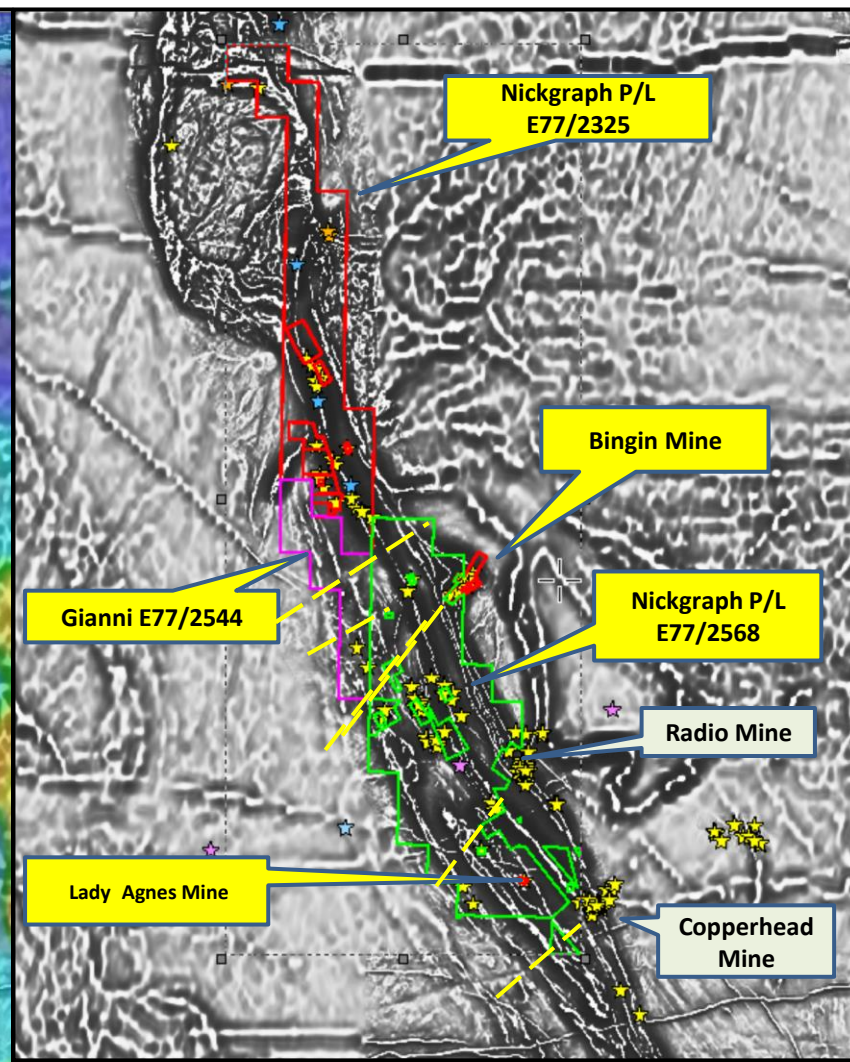 Nickgraph P/L
E77/2325
Bingin Mine
Gianni E77/2544
Nickgraph P/L
E77/2568
Radio Mine
Lady Agnes Mine
Copperhead
Mine